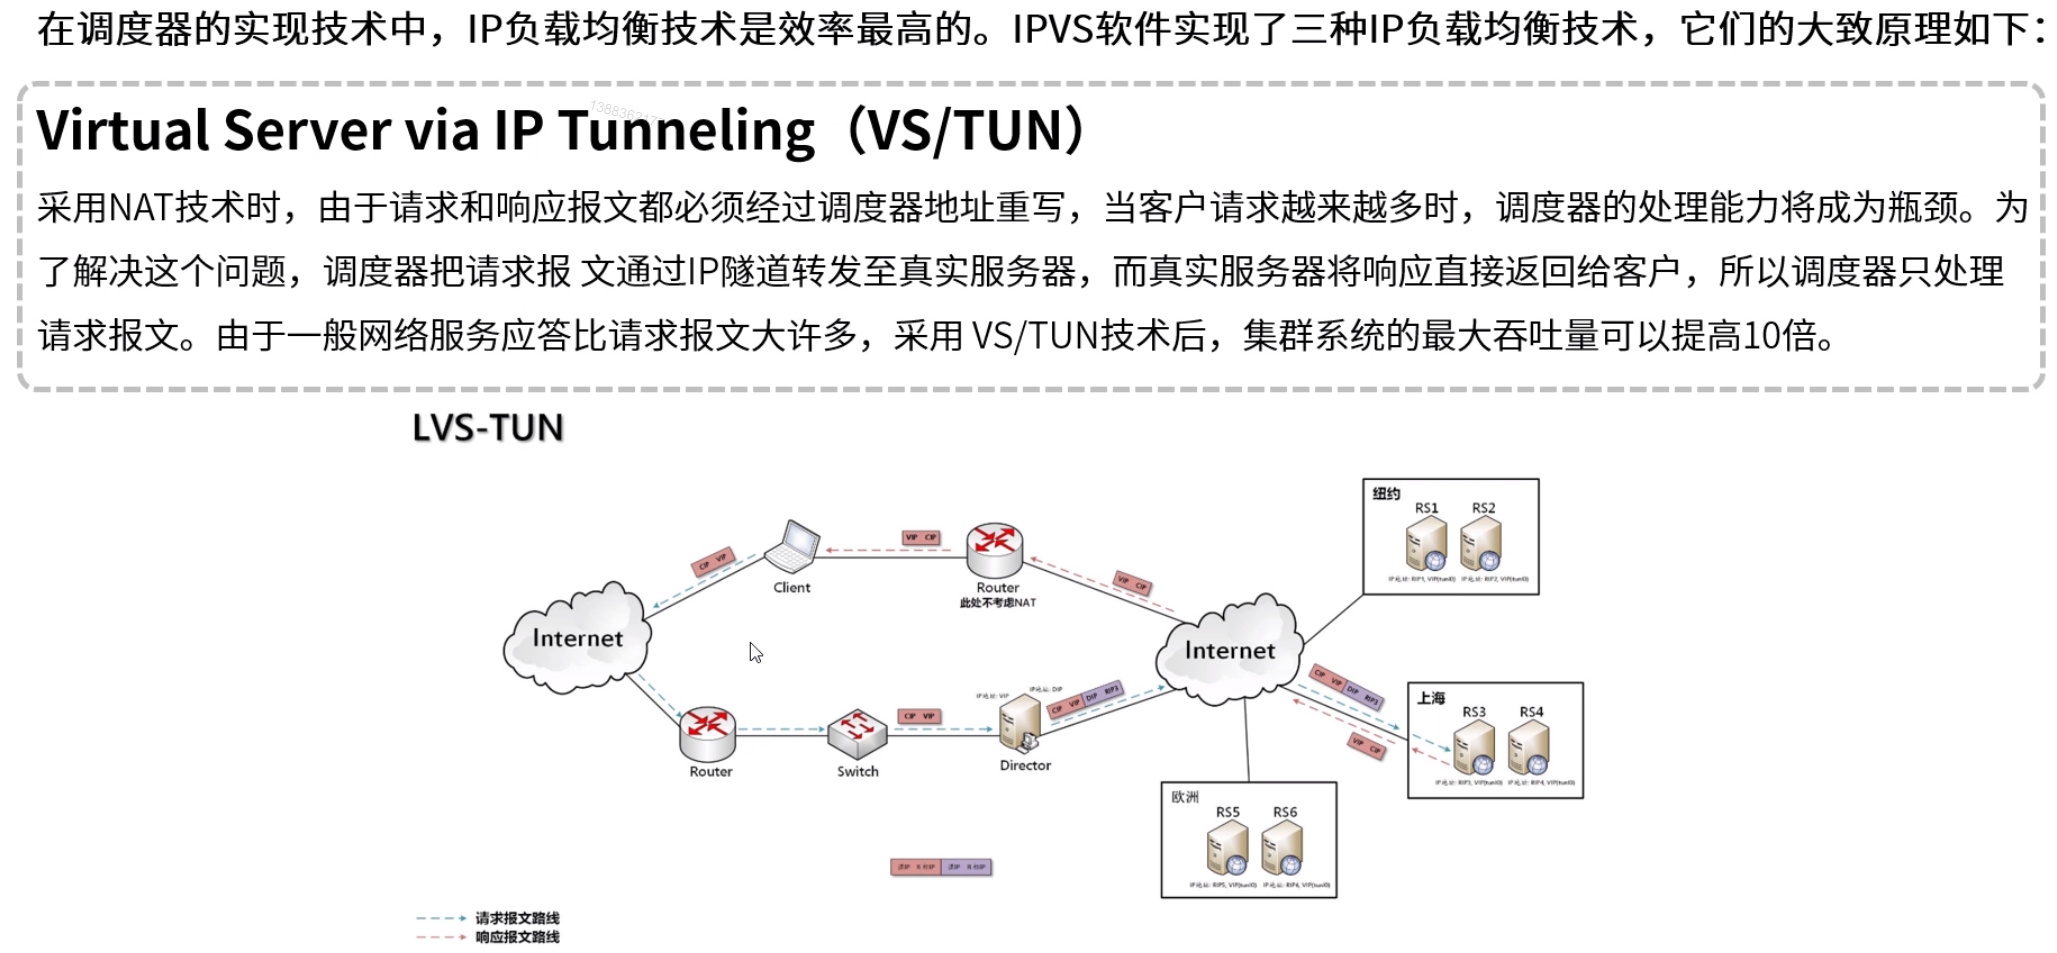 在调度器的实现技术中，IP负载均衡技术是效率最高的。IPVS软件实现了三种IP负载均衡技术，它们的大致原理如下：
Virtual Server via IP Tunneling（VS/TUN）
采用NAT技术时，由于请求和响应报文都必须经过调度器地址重写，当客户请求越来越多时，调度器的处理能力将成为瓶颈。为
了解决这个问题，调度器把请求报 文通过IP隧道转发至真实服务器，而真实服务器将响应直接返回给客户，所以调度器只处理
请求报文。由于一般网络服务应答比请求报文大许多，采用 VS/TUN技术后，集群系统的最大吞吐量可以提高10倍。
LVS-TUN
纽约
RS1 RS2
IP地址: RIP1, VIP(tunl0) IP地址: RIP2, VIP(tunl0)
CIP VIP
Client
VIP CIP
Router
此处不考虑NAT
VIP CIP
Internet
Internet
Router
Switch
CIP VIP
IP地址: VIP
IP地址: DIP
Director
CIP VIP DIP RIP3
CIP VIP DIP RIP3
VIP CIP
上海
RS3 RS4
IP地址: RIP3, VIP(tunl0) IP地址: RIP4, VIP(tunl0)
欧洲
RS5 RS6
IP地址: RIP5, VIP(tunl0) IP地址: RIP6, VIP(tunl0)
源IP 目标IP 源IP 目标IP
请求报文路线
响应报文路线